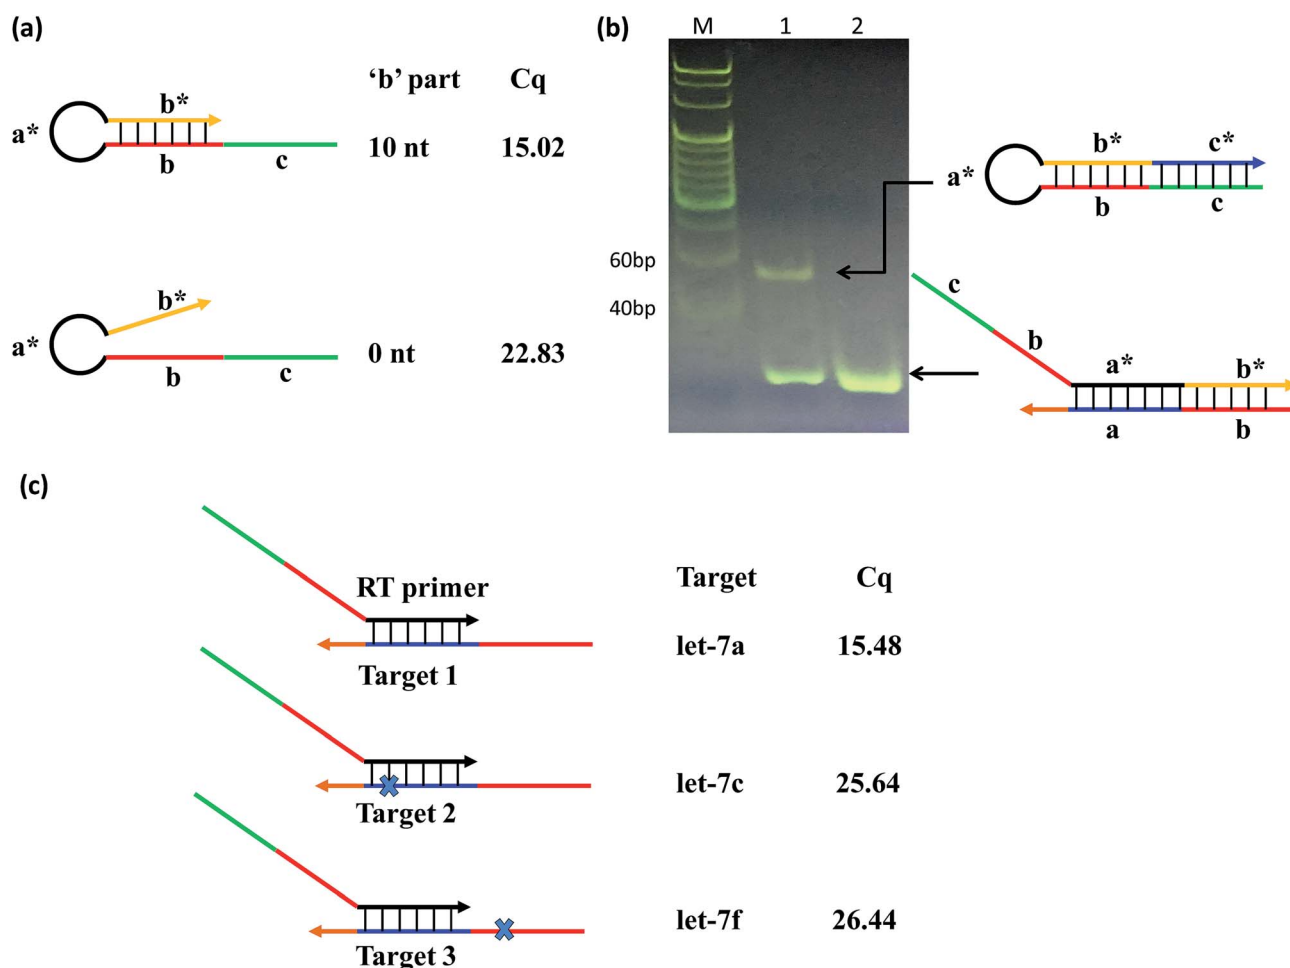 (a)
‘b’ part Cq
b*
a*
b c
10 nt 15.02
b*
a*
b c
0 nt 22.83
(b)
M 1 2
60bp
40bp
b* c*
a*
b c
c
b
a* b*
a b
(c)
RT primer
Target 1
Target 2
Target 3
Target Cq
let-7a 15.48
let-7c 25.64
let-7f 26.44